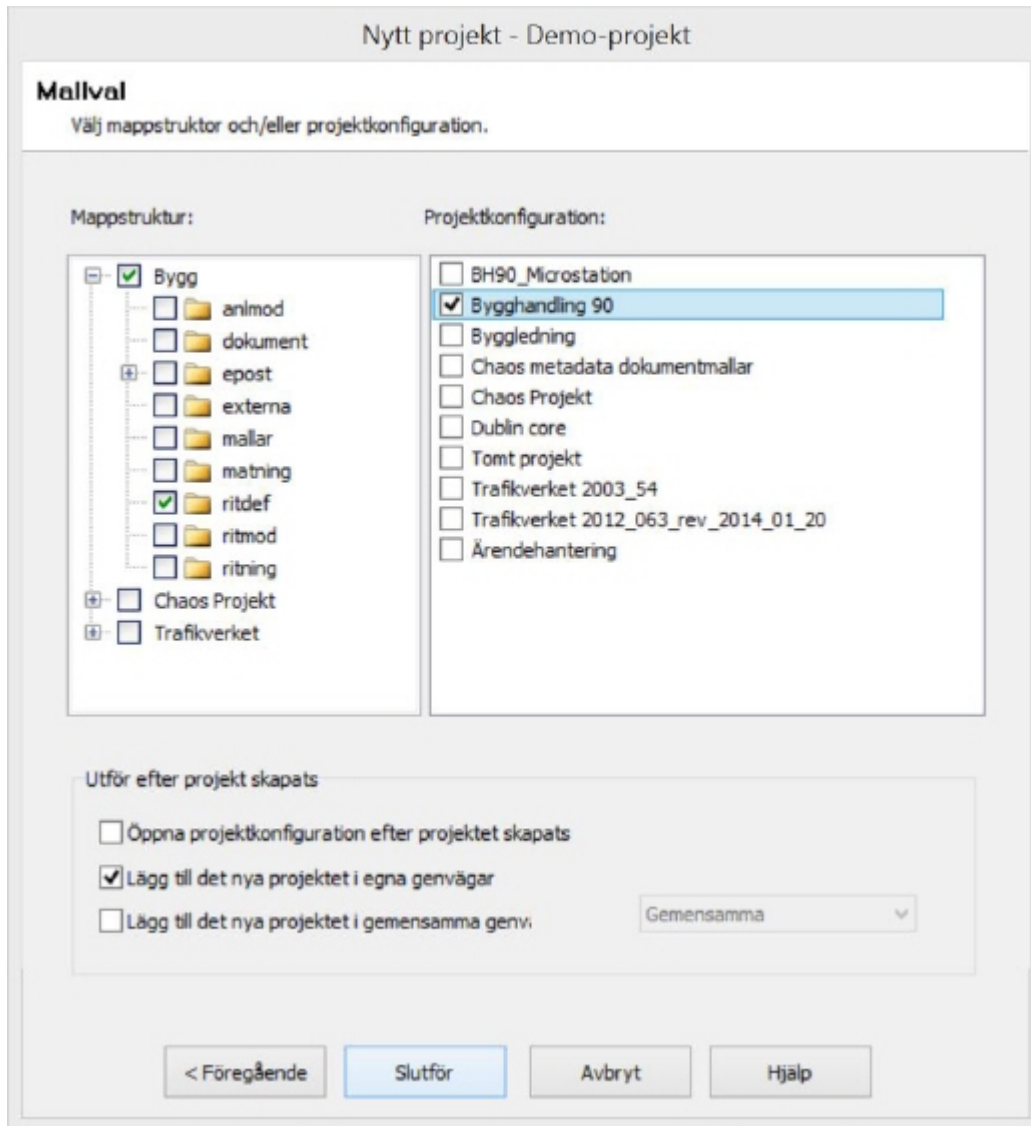 Nytt projekt - Demo-projekt
Mallval
Välj mappstruktor och/eller projektkonfiguration.
Mappstruktur:
Projektkonfiguration:
Bygg
anlmod
dokument
epost
externa
mallar
matning
ritdef
ritmod
ritning
Chaos Projekt
Trafikverket
BH90_Microstation
Bygghandling 90
Byggledning
Chaos metadata dokumentmallar
Chaos Projekt
Dublin core
Tomt projekt
Trafikverket 2003_54
Trafikverket 2012_063_rev_2014_01_20
Ärendehantering
Utför efter projekt skapats
Öppna projektkonfiguration efter projektet skapats
Lägg till det nya projektet i egna genvägar
Lägg till det nya projektet i gemensamma genvä
Gemensamma
< Föregående
Slutför
Avbryt
Hjälp